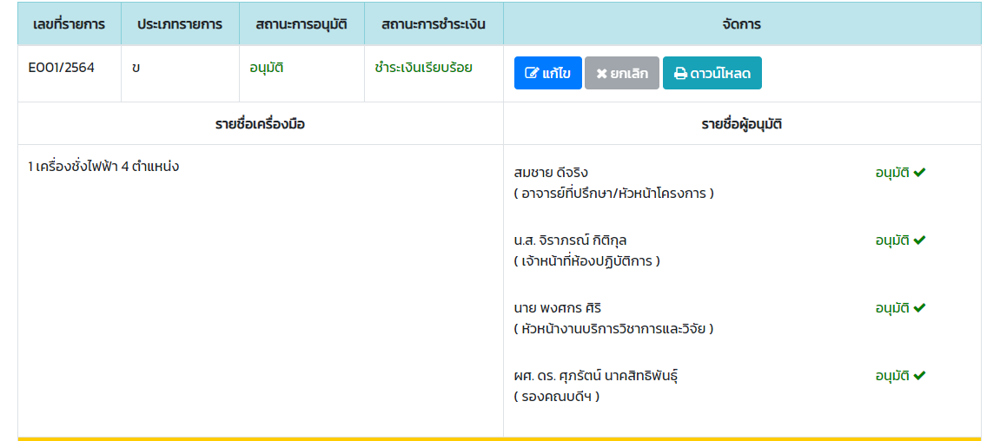 เลขที่รายการ ประเภทรายการ สถานะการอนุมัติ สถานะการชำระเงิน จัดการ
E001/2564 ข อนุมัติ ชำระเงินเรียบร้อย แก้ไข ยกเลิก ดาวน์โหลด
รายชื่อเครื่องมือ รายชื่อผู้อนุมัติ
1 เครื่องชั่งไฟฟ้า 4 ตำแหน่ง
สมชาย ดีจริง อนุมัติ
( อาจารย์ที่ปรึกษา/หัวหน้าโครงการ )
น.ส. จิราภรณ์ กิติกุล อนุมัติ
( เจ้าหน้าที่ห้องปฏิบัติการ )
นาย พงศกร ศิริ อนุมัติ
( หัวหน้างานบริการวิชาการและวิจัย )
ผศ. ดร. ศุภรัตน์ นาคสิทธิพันธุ์ อนุมัติ
( รองคณบดีฯ )